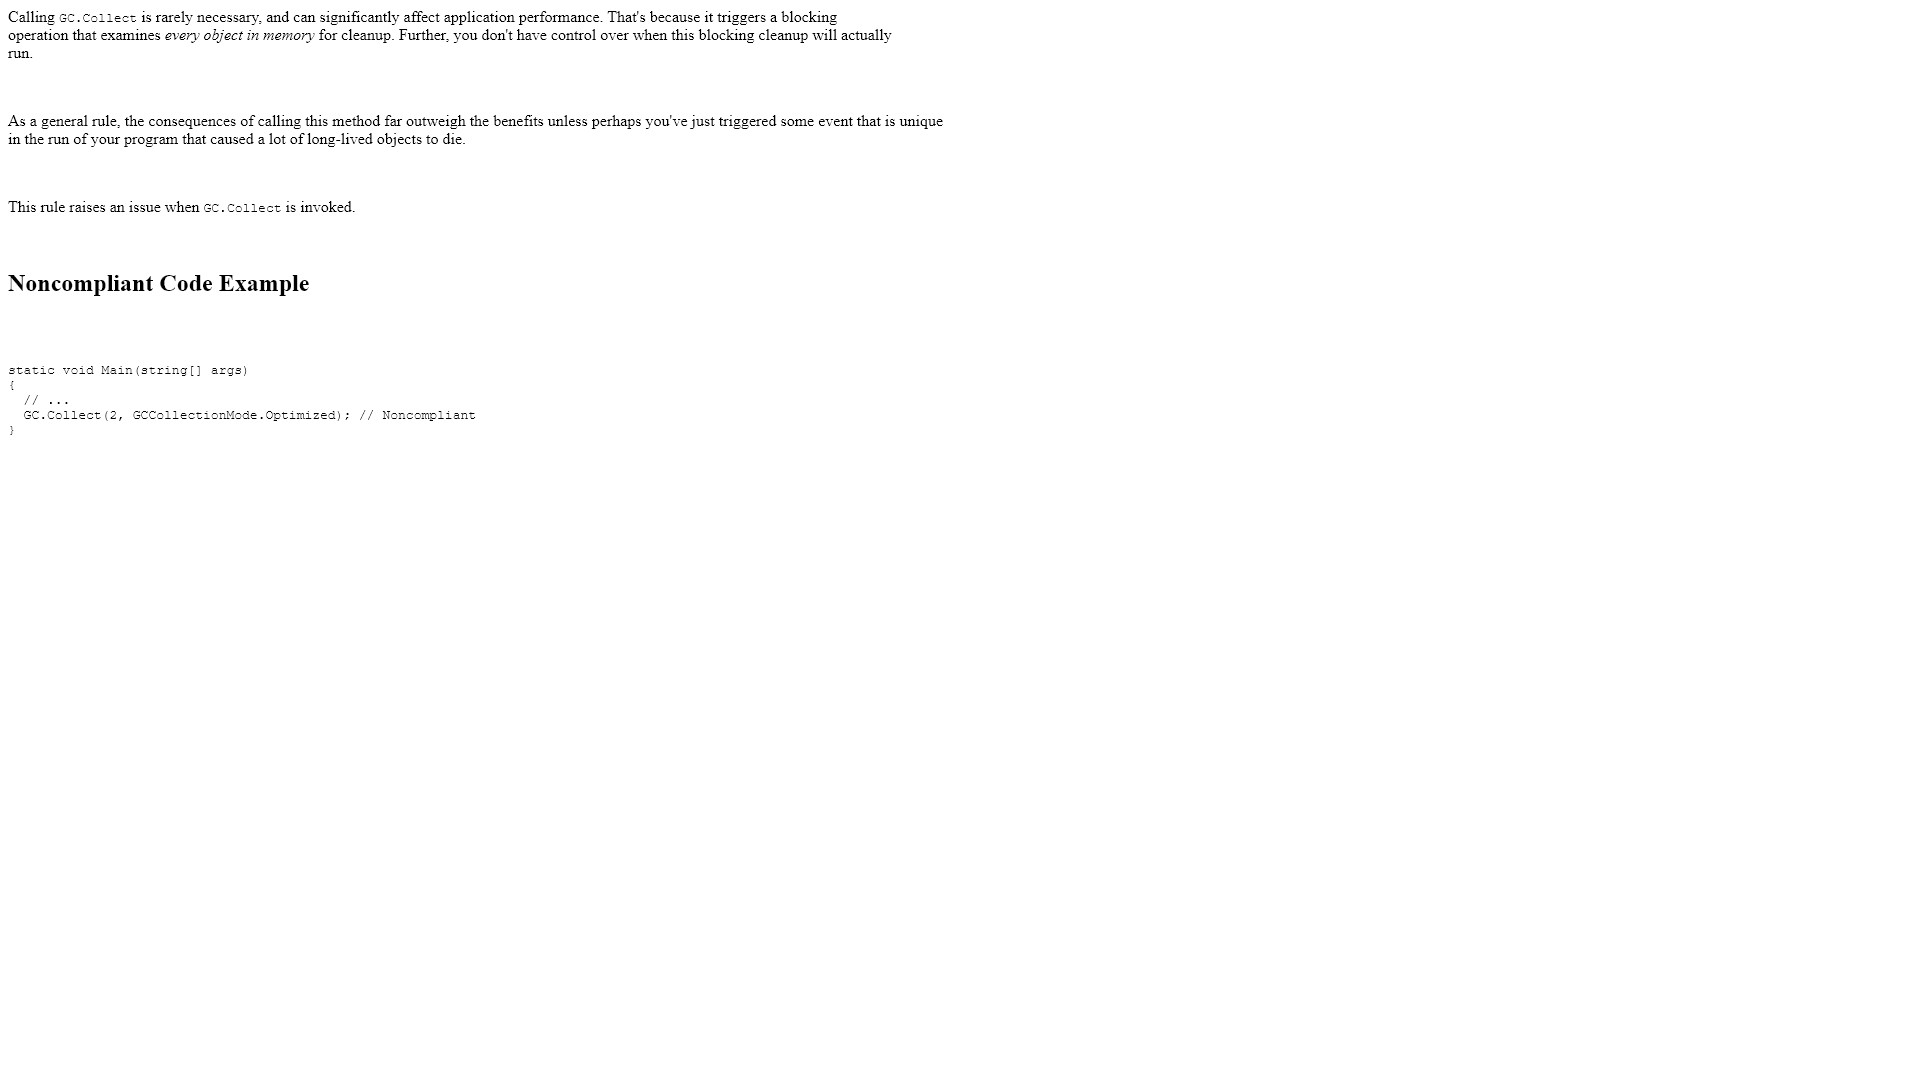 Calling GC.Collect is rarely necessary, and can significantly affect application performance. That's because it triggers a blocking
operation that examines every object in memory for cleanup. Further, you don't have control over when this blocking cleanup will actually
run.
As a general rule, the consequences of calling this method far outweigh the benefits unless perhaps you've just triggered some event that is unique
in the run of your program that caused a lot of long-lived objects to die.
This rule raises an issue when GC.Collect is invoked.
Noncompliant Code Example
static void Main(string[] args)
{
  // ...
  GC.Collect(2, GCCollectionMode.Optimized); // Noncompliant
}